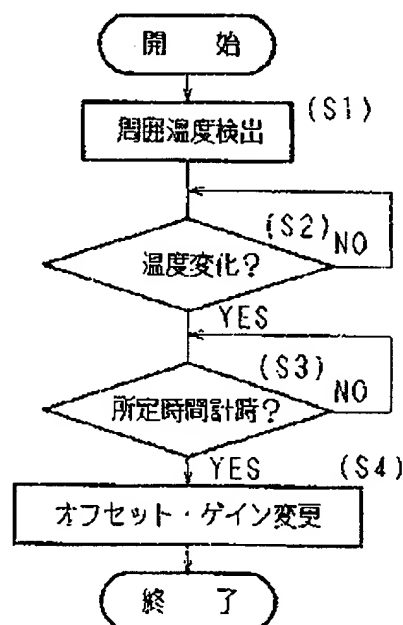 開 始
(S1)
周囲温度検出
(S2)
NO
温度変化?
YES
(S3)
NO
所定時間計時?
YES
(S4)
オフセット・ゲイン変更
終 了